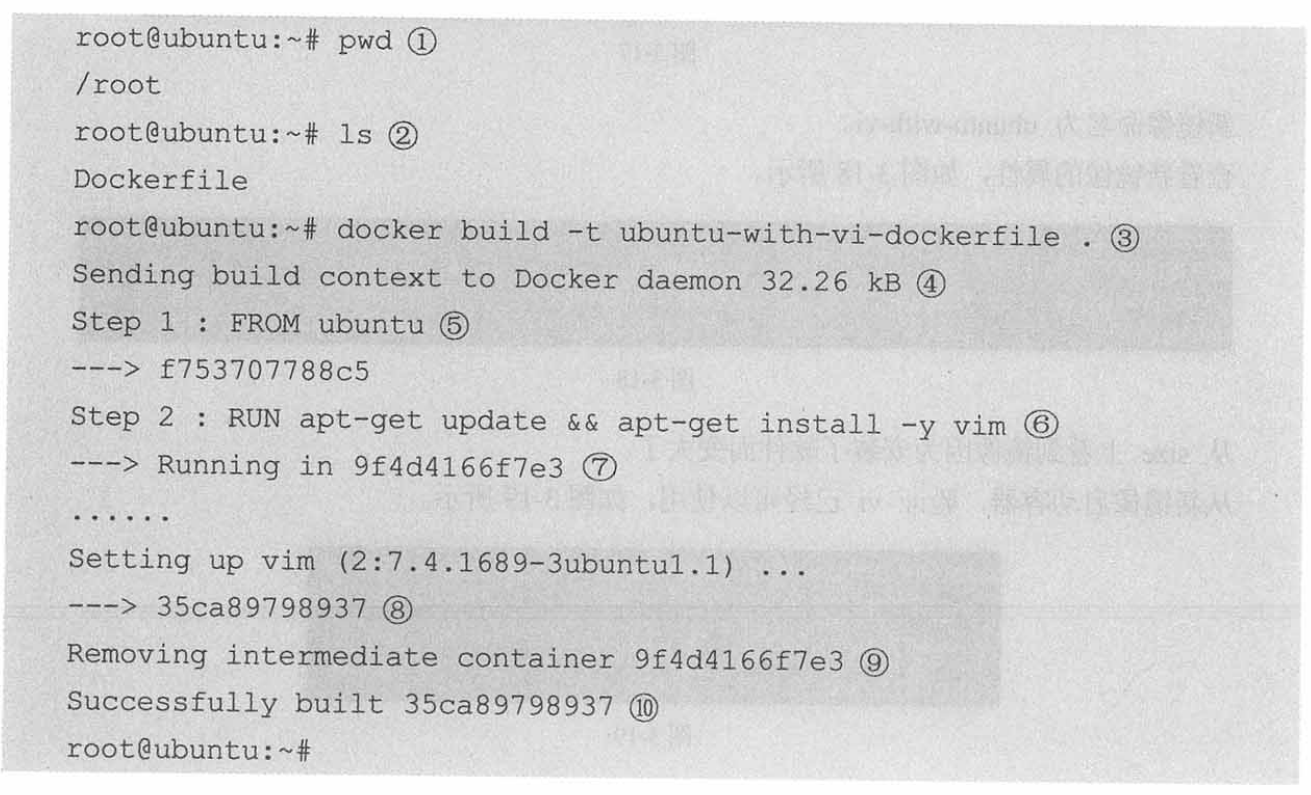 root@ubuntu:~# pwd ①
/root
root@ubuntu:~# ls ②
Dockerfile
root@ubuntu:~# docker build -t ubuntu-with-vi-dockerfile . ③
Sending build context to Docker daemon 32.26 kB ④
Step 1 : FROM ubuntu ⑤
---> f753707788c5
Step 2 : RUN apt-get update && apt-get install -y vim ⑥
---> Running in 9f4d4166f7e3 ⑦
......
Setting up vim (2:7.4.1689-3ubuntu1.1) ...
---> 35ca89798937 ⑧
Removing intermediate container 9f4d4166f7e3 ⑨
Successfully built 35ca89798937 ⑩
root@ubuntu:~#